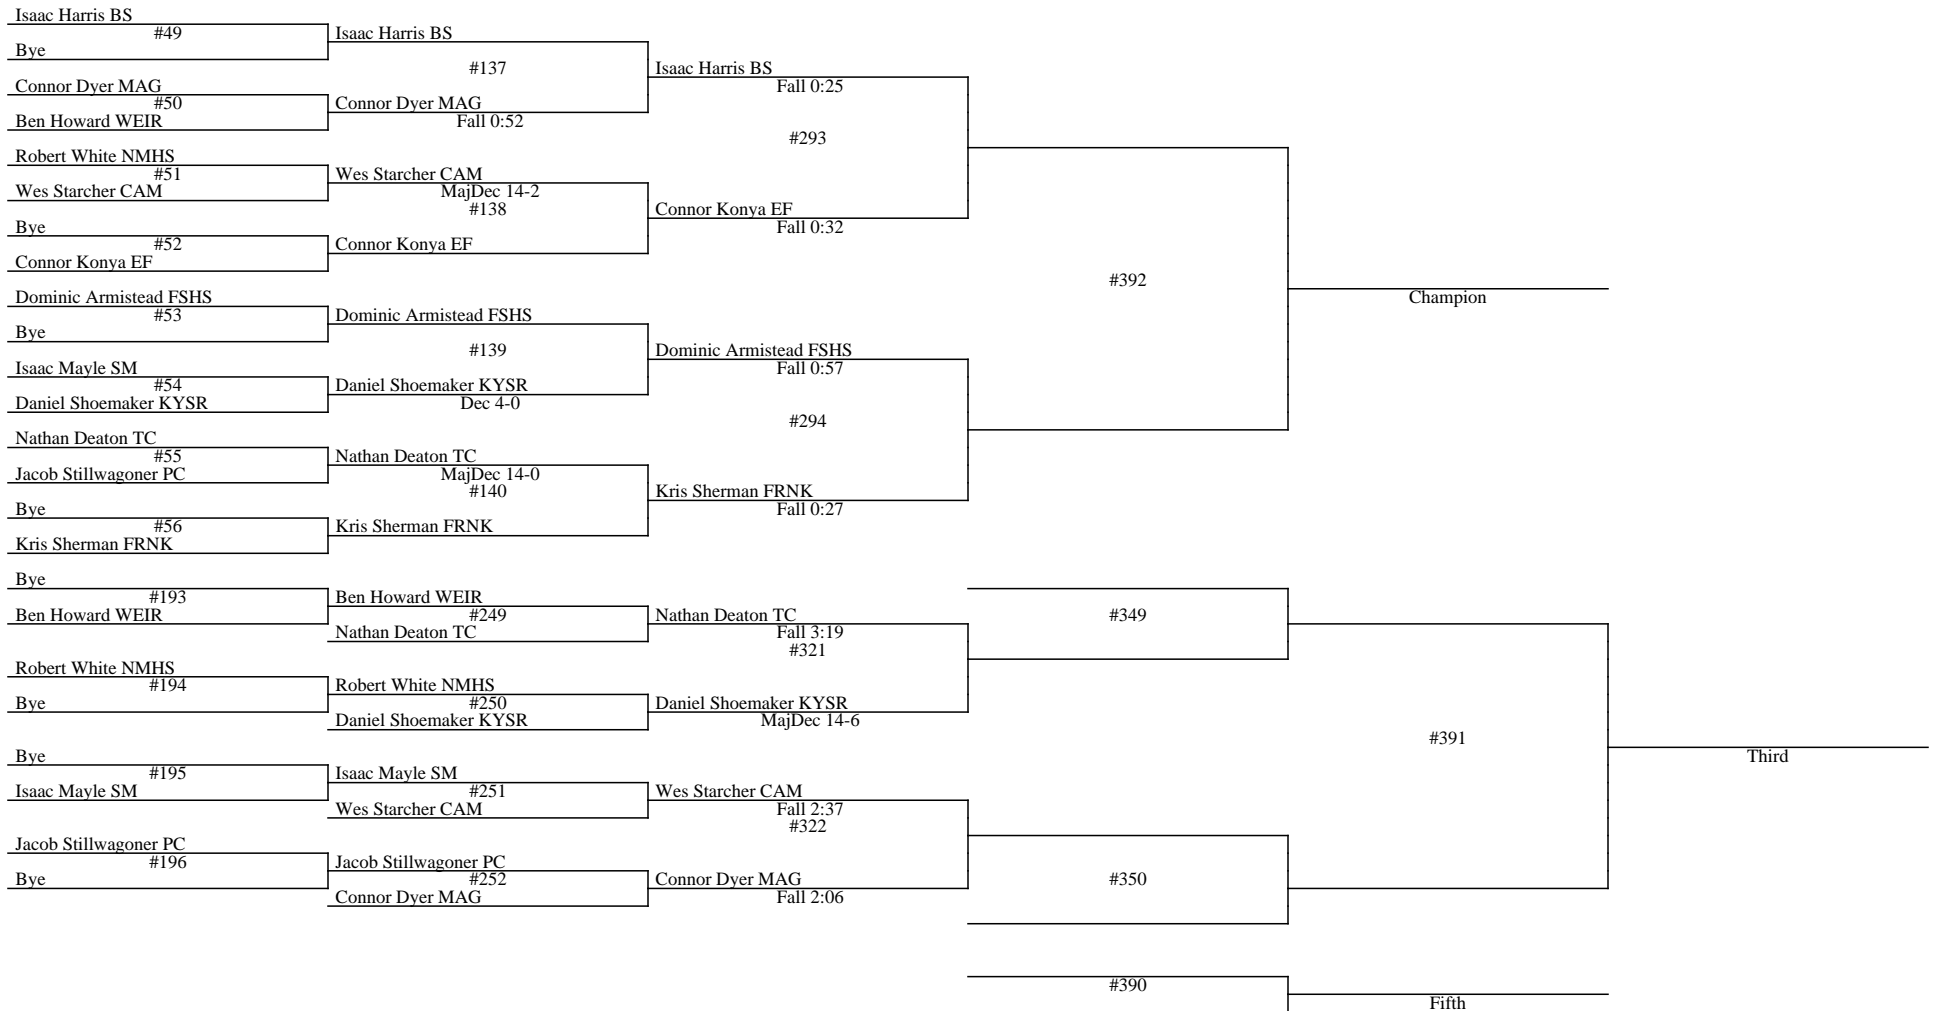 Isaac Harris BS
#49
Bye
Isaac Harris BS
#137
Connor Dyer MAG
#50
Ben Howard WEIR
Connor Dyer MAG
Fall 0:52
Isaac Harris BS
Fall 0:25
#293
Robert White NMHS
#51
Wes Starcher CAM
Wes Starcher CAM
MajDec 14-2
#138
Bye
#52
Connor Konya EF
Connor Konya EF
Connor Konya EF
Fall 0:32
#392
Champion
Dominic Armistead FSHS
#53
Bye
Dominic Armistead FSHS
#139
Isaac Mayle SM
#54
Daniel Shoemaker KYSR
Daniel Shoemaker KYSR
Dec 4-0
Dominic Armistead FSHS
Fall 0:57
#294
Nathan Deaton TC
#55
Jacob Stillwagoner PC
Nathan Deaton TC
MajDec 14-0
#140
Bye
#56
Kris Sherman FRNK
Kris Sherman FRNK
Kris Sherman FRNK
Fall 0:27
Bye
#193
Ben Howard WEIR
Ben Howard WEIR
#249
Nathan Deaton TC
Nathan Deaton TC
Fall 3:19
#321
#349
Robert White NMHS
#194
Bye
Robert White NMHS
#250
Daniel Shoemaker KYSR
Daniel Shoemaker KYSR
MajDec 14-6
#391
Third
Bye
#195
Isaac Mayle SM
Isaac Mayle SM
#251
Wes Starcher CAM
Wes Starcher CAM
Fall 2:37
#322
Jacob Stillwagoner PC
#196
Bye
Jacob Stillwagoner PC
#252
Connor Dyer MAG
Connor Dyer MAG
Fall 2:06
#350
#390
Fifth